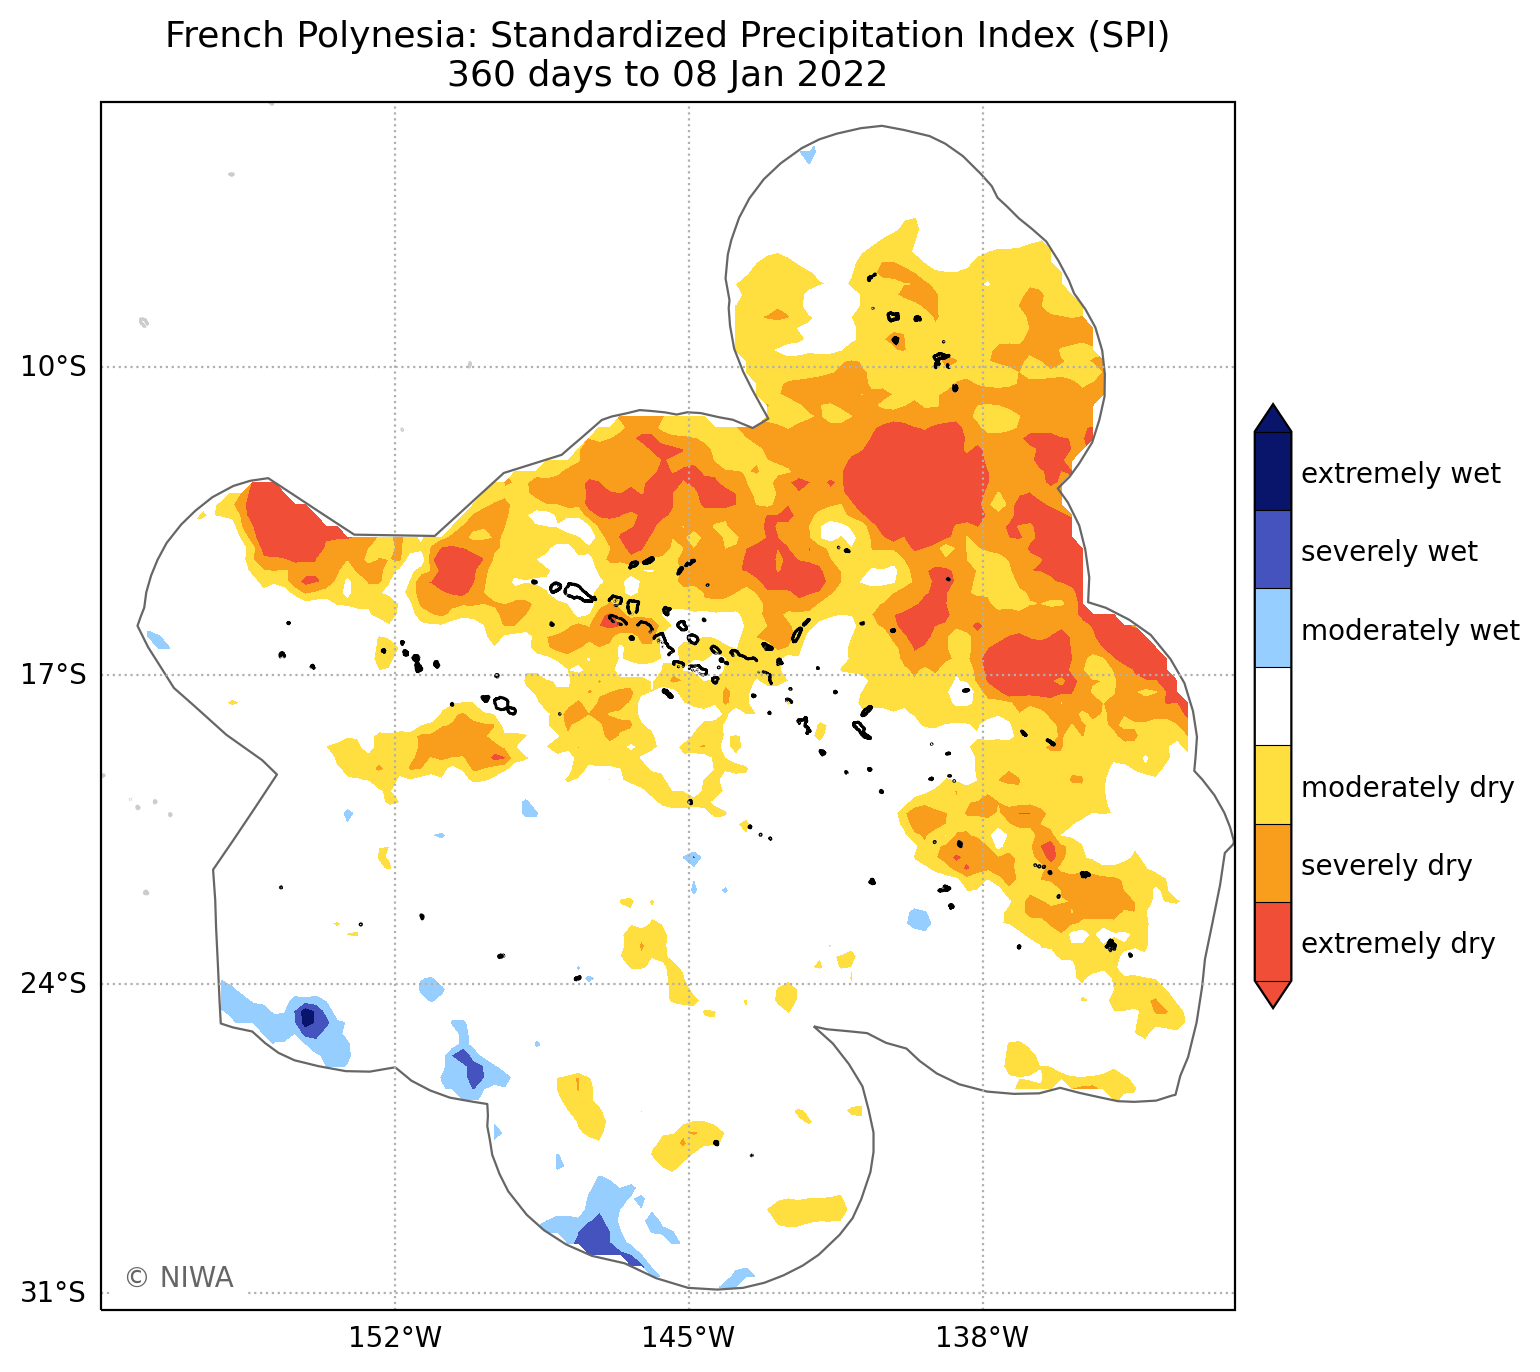 French Polynesia: Standardized Precipitation Index (SPI)
360 days to 08 Jan 2022
10°S
17°S
24°S
31°S
152°W
145°W
138°W
© NIWA
extremely wet
severely wet
moderately wet
moderately dry
severely dry
extremely dry